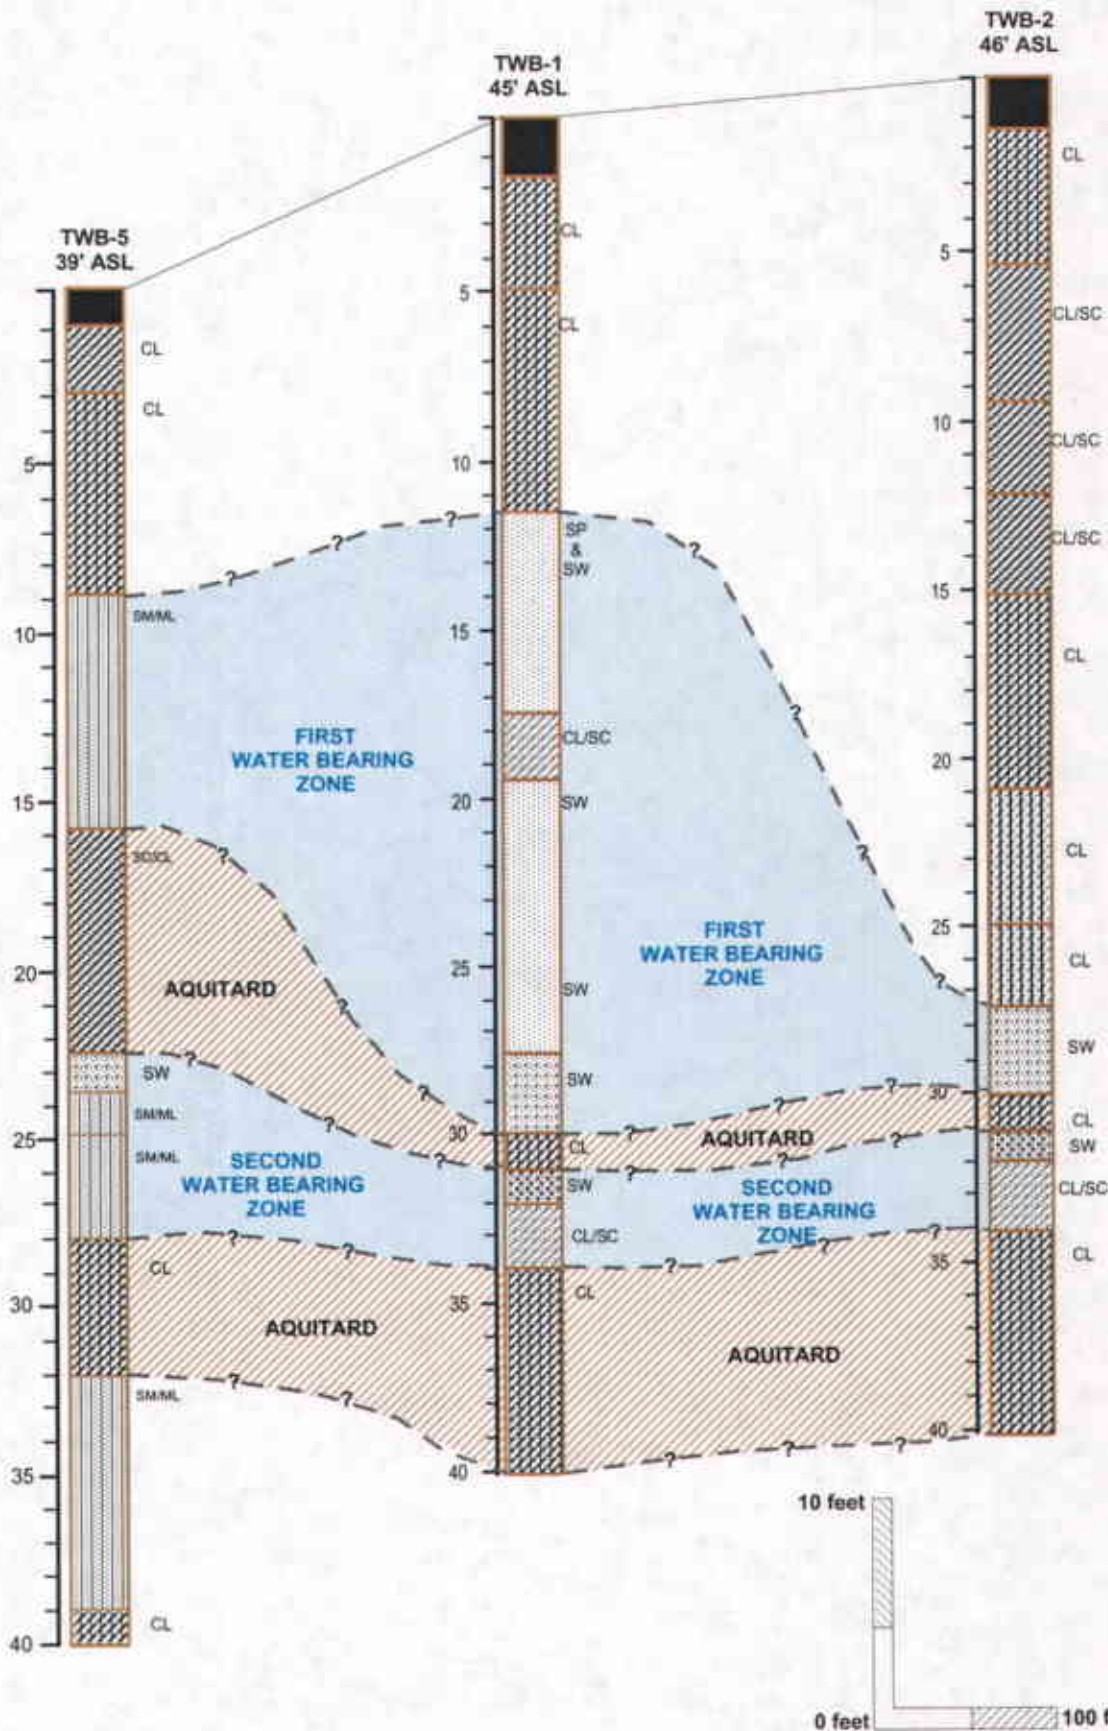 TWB-2
46' ASL
TWB-1
45' ASL
TWB-5
39' ASL
CL
CL
CL/SC
CL/SC
CL/SC
CL
CL
CL
SW
CL
SW
CL/SC
CL
5
10
15
20
25
30
35
40
CL
CL
SP
&
SW
CL/SC
SW
SW
SW
CL
SW
CL/SC
CL
5
10
15
20
25
30
35
40
CL
CL
SM/ML
SC/CL
SW
SM/ML
SM/ML
CL
SM/ML
CL
5
10
15
20
25
30
35
40
?
?
?
?
?
?
?
?
FIRST
WATER BEARING
ZONE
FIRST
WATER BEARING
ZONE
?
?
?
?
?
?
?
?
?
AQUITARD
AQUITARD
?
?
?
SECOND
WATER BEARING
ZONE
SECOND
WATER BEARING
ZONE
?
?
?
?
?
AQUITARD
AQUITARD
?
?
?
?
?
10 feet
0 feet